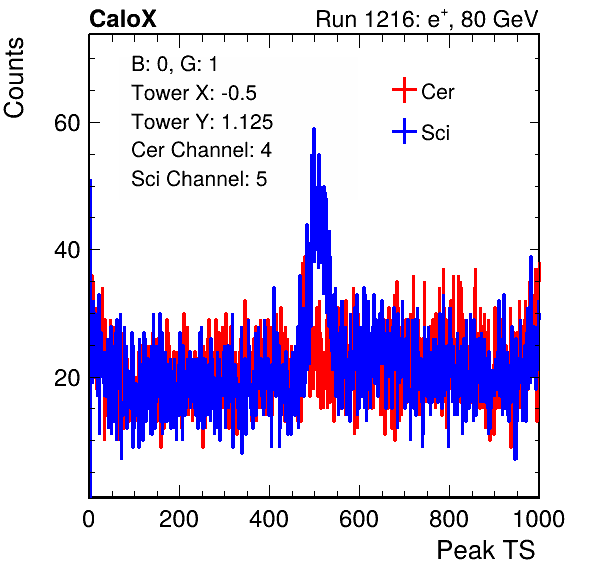 CaloX Run 1216: e⁺, 80 GeV
Counts
B: 0, G: 1
Tower X: -0.5
Tower Y: 1.125
Cer Channel: 4
Sci Channel: 5
Cer
Sci
60
40
20
0 200 400 600 800 1000
Peak TS